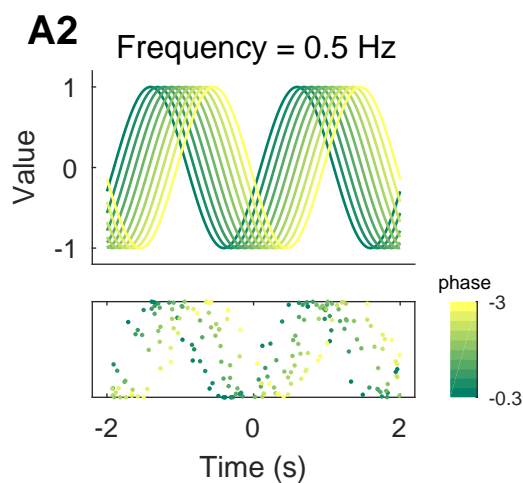 A2
Frequency = 0.5 Hz
Value
1
0
-1
phase
-3
-0.3
-2
0
2
Time (s)